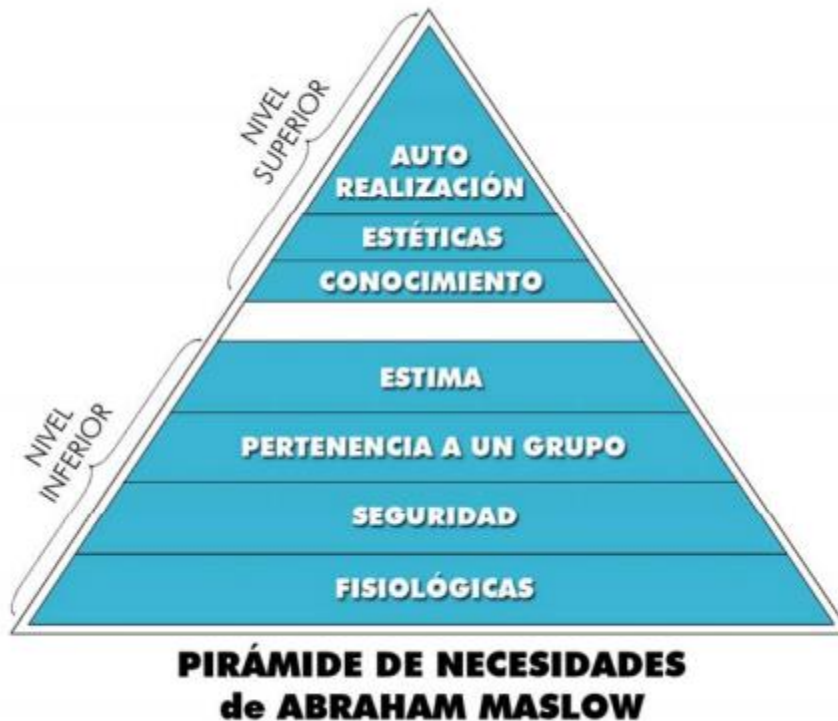 NIVEL
SUPERIOR
AUTO
REALIZACIÓN
ESTÉTICAS
CONOCIMIENTO
NIVEL
INFERIOR
ESTIMA
PERTENENCIA A UN GRUPO
SEGURIDAD
FISIOLÓGICAS
PIRÁMIDE DE NECESIDADES
de ABRAHAM MASLOW